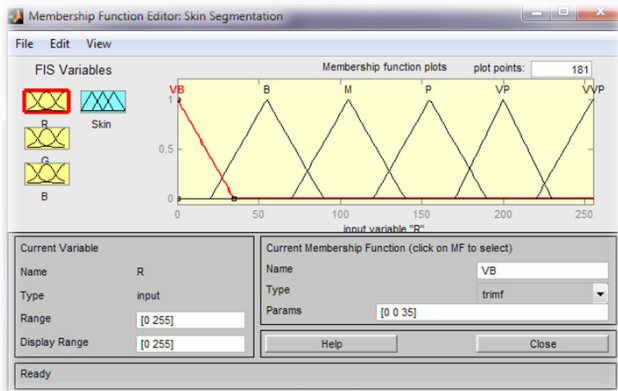 Membership Function Editor: Skin Segmentation
File Edit View
FIS Variables
R
Skin
G
B
Membership function plots
plot points: 181
VB B M P VP VVP
1
0.5
0
0 50 100 150 200 250
input variable "R"
Current Variable
Name R
Type input
Range [0 255]
Display Range [0 255]
Current Membership Function (click on MF to select)
Name VB
Type trimf
Params [0 0 35]
Help Close
Ready